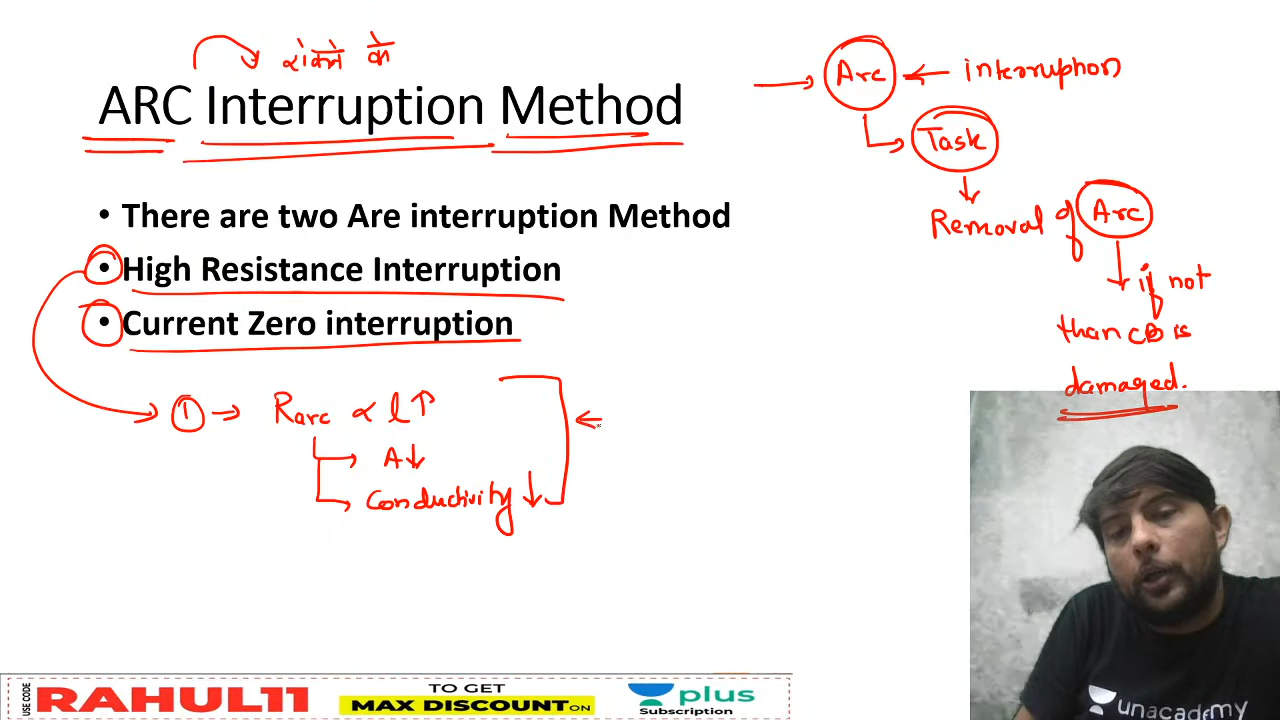 रोकने के
ARC Interruption Method
• There are two Are interruption Method
• High Resistance Interruption
• Current Zero interruption
1 → Rarc ∝ l ↑
→ A ↓
→ Conductivity ↓
→ Arc ← interruption
Task
Removal of Arc
if not
than CB is
damaged.
USE CODE
RAHUL11
TO GET
MAX DISCOUNT ON
plus
Subscription
unacademy